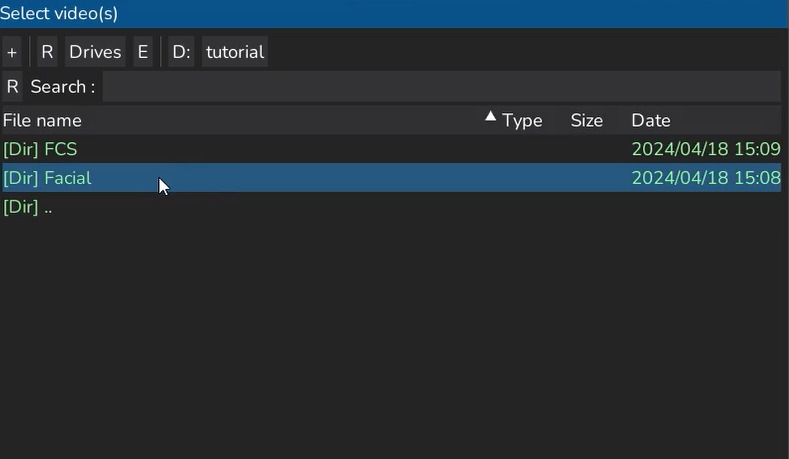 Select video(s)
+ R Drives E D: tutorial
R Search :
File name ▲ Type Size Date
[Dir] FCS 2024/04/18 15:09
[Dir] Facial 2024/04/18 15:08
[Dir] ..